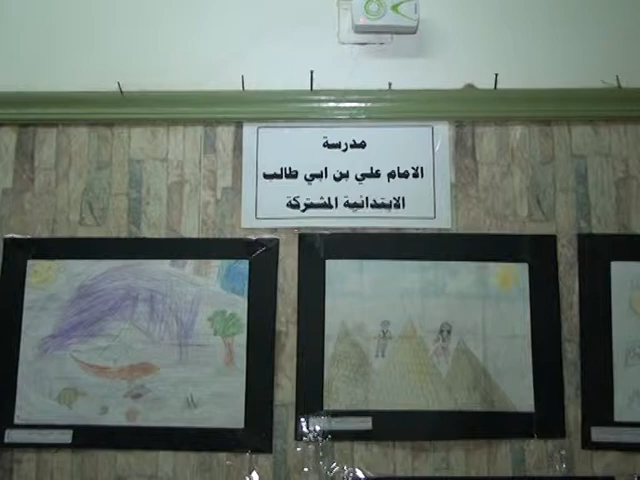 مدرسة
الامام علي بن ابي طالب
الابتدائية المشتركة